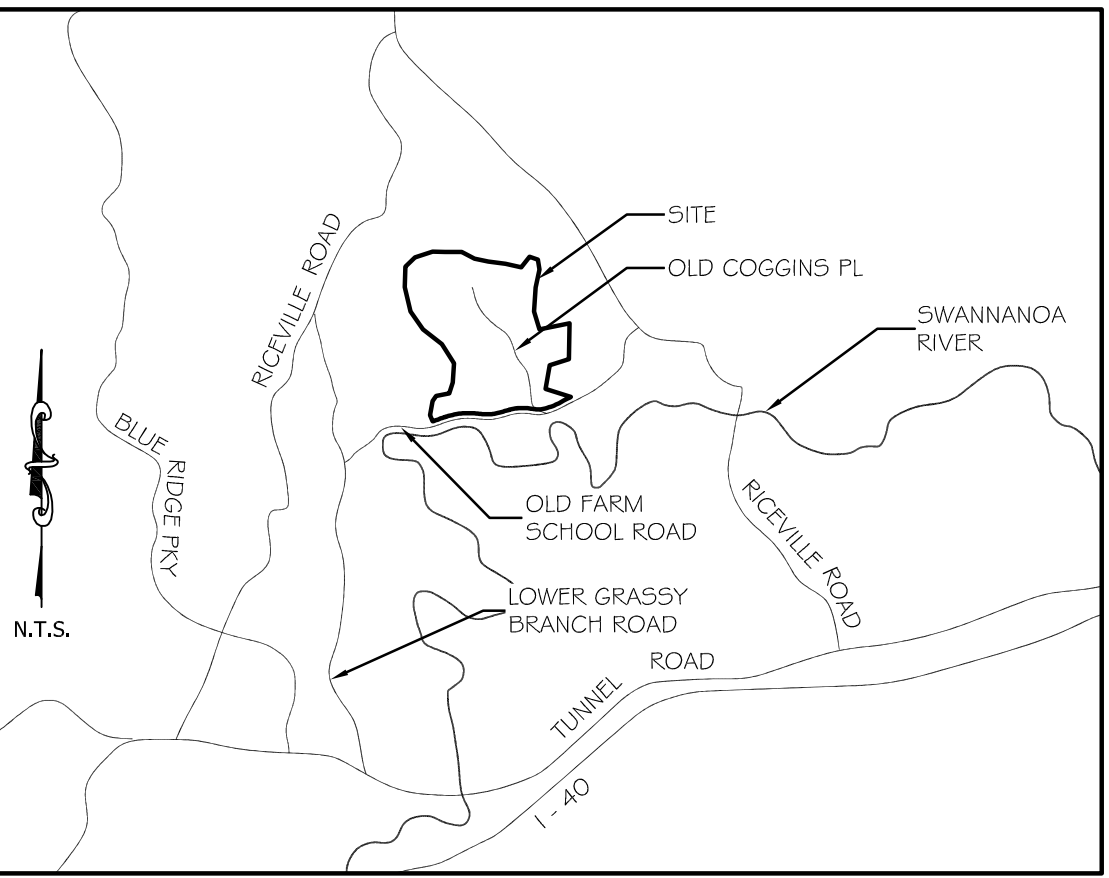 SITE
OLD COGGINS PL
RICEVILLE ROAD
SWANNANOA
RIVER
BLUE RIDGE PKY
OLD FARM
SCHOOL ROAD
RICEVILLE ROAD
LOWER GRASSY
BRANCH ROAD
N.T.S.
TUNNEL ROAD
I - 40